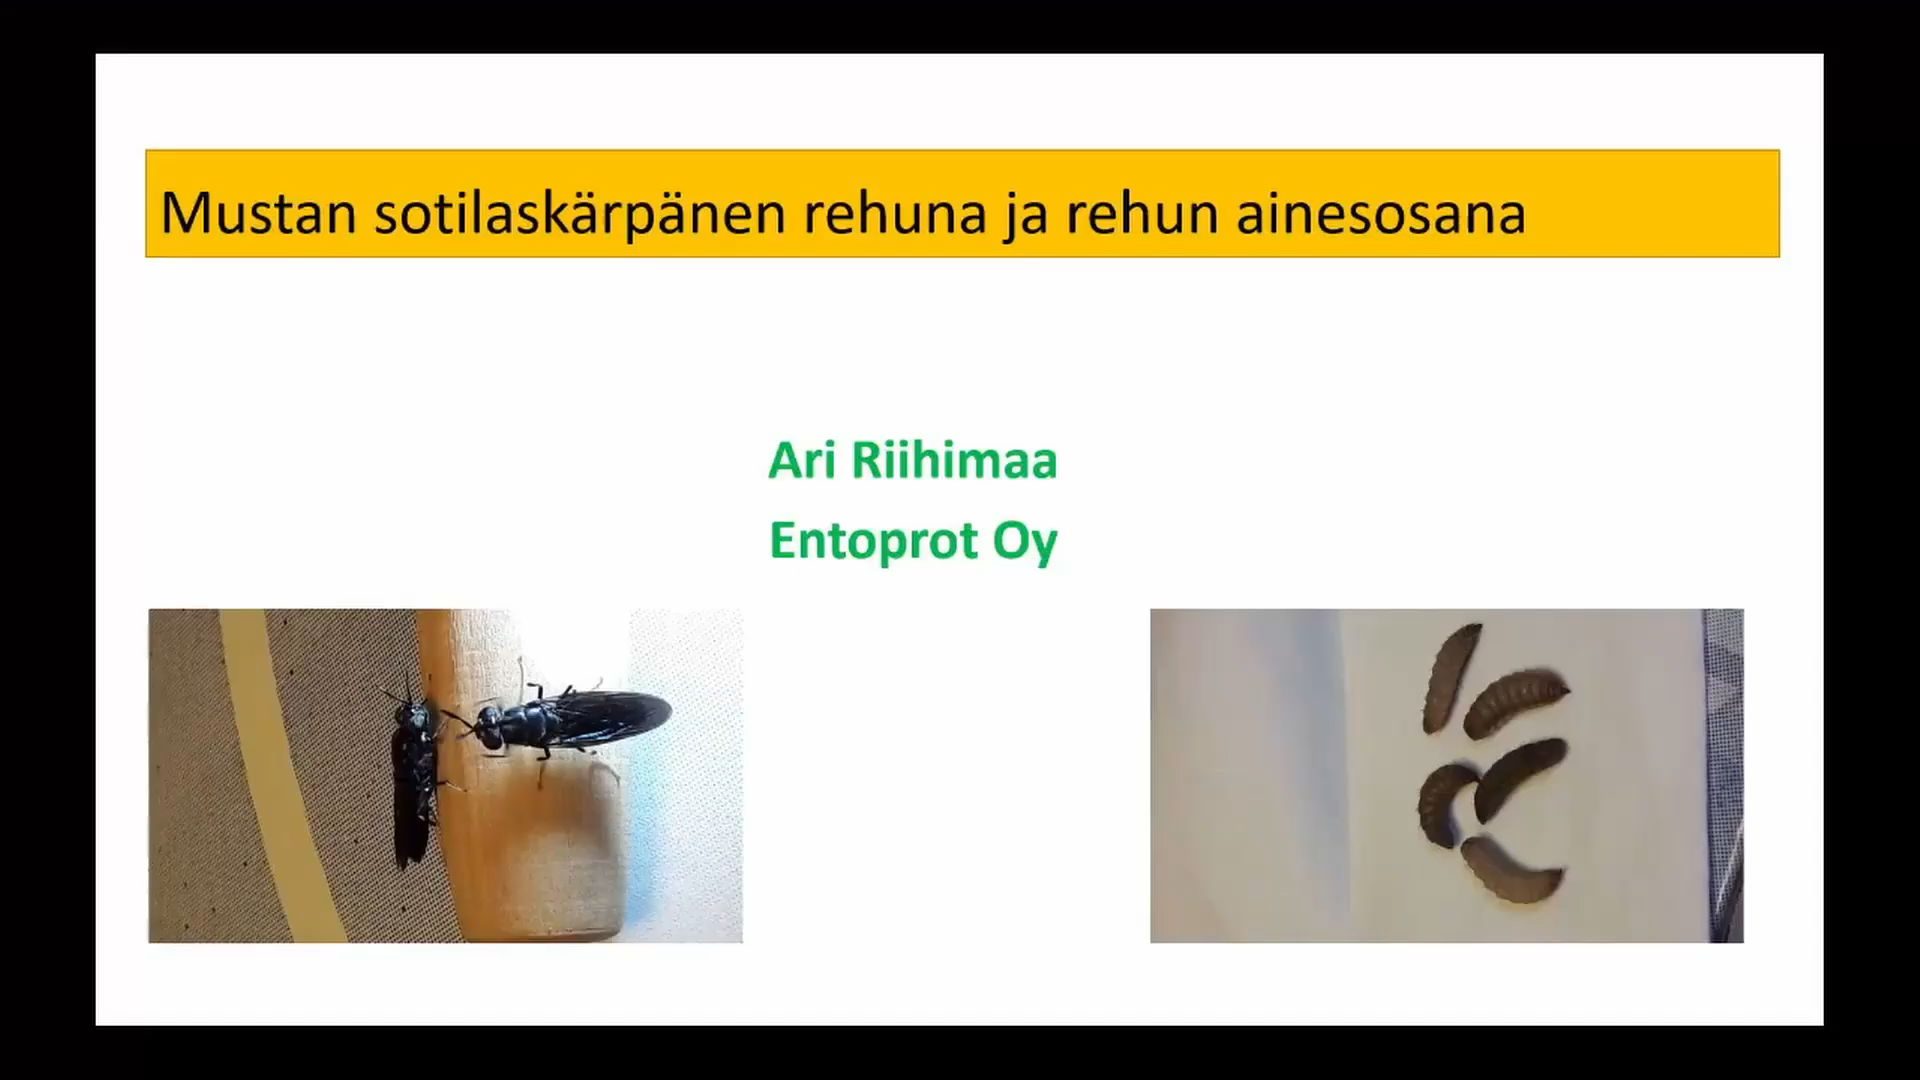 Mustan sotilaskärpänen rehuna ja rehun ainesosana
Ari Riihimaa
Entoprot Oy